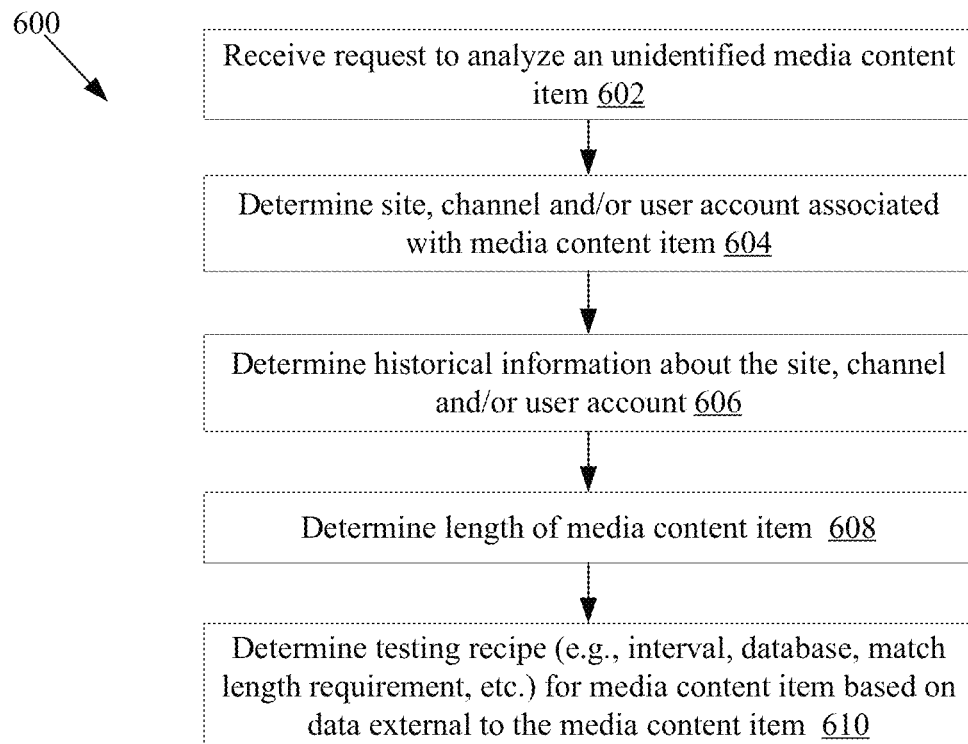 600
Receive request to analyze an unidentified media content
item 602
Determine site, channel and/or user account associated
with media content item 604
Determine historical information about the site, channel
and/or user account 606
Determine length of media content item 608
Determine testing recipe (e.g., interval, database, match
length requirement, etc.) for media content item based on
data external to the media content item 610